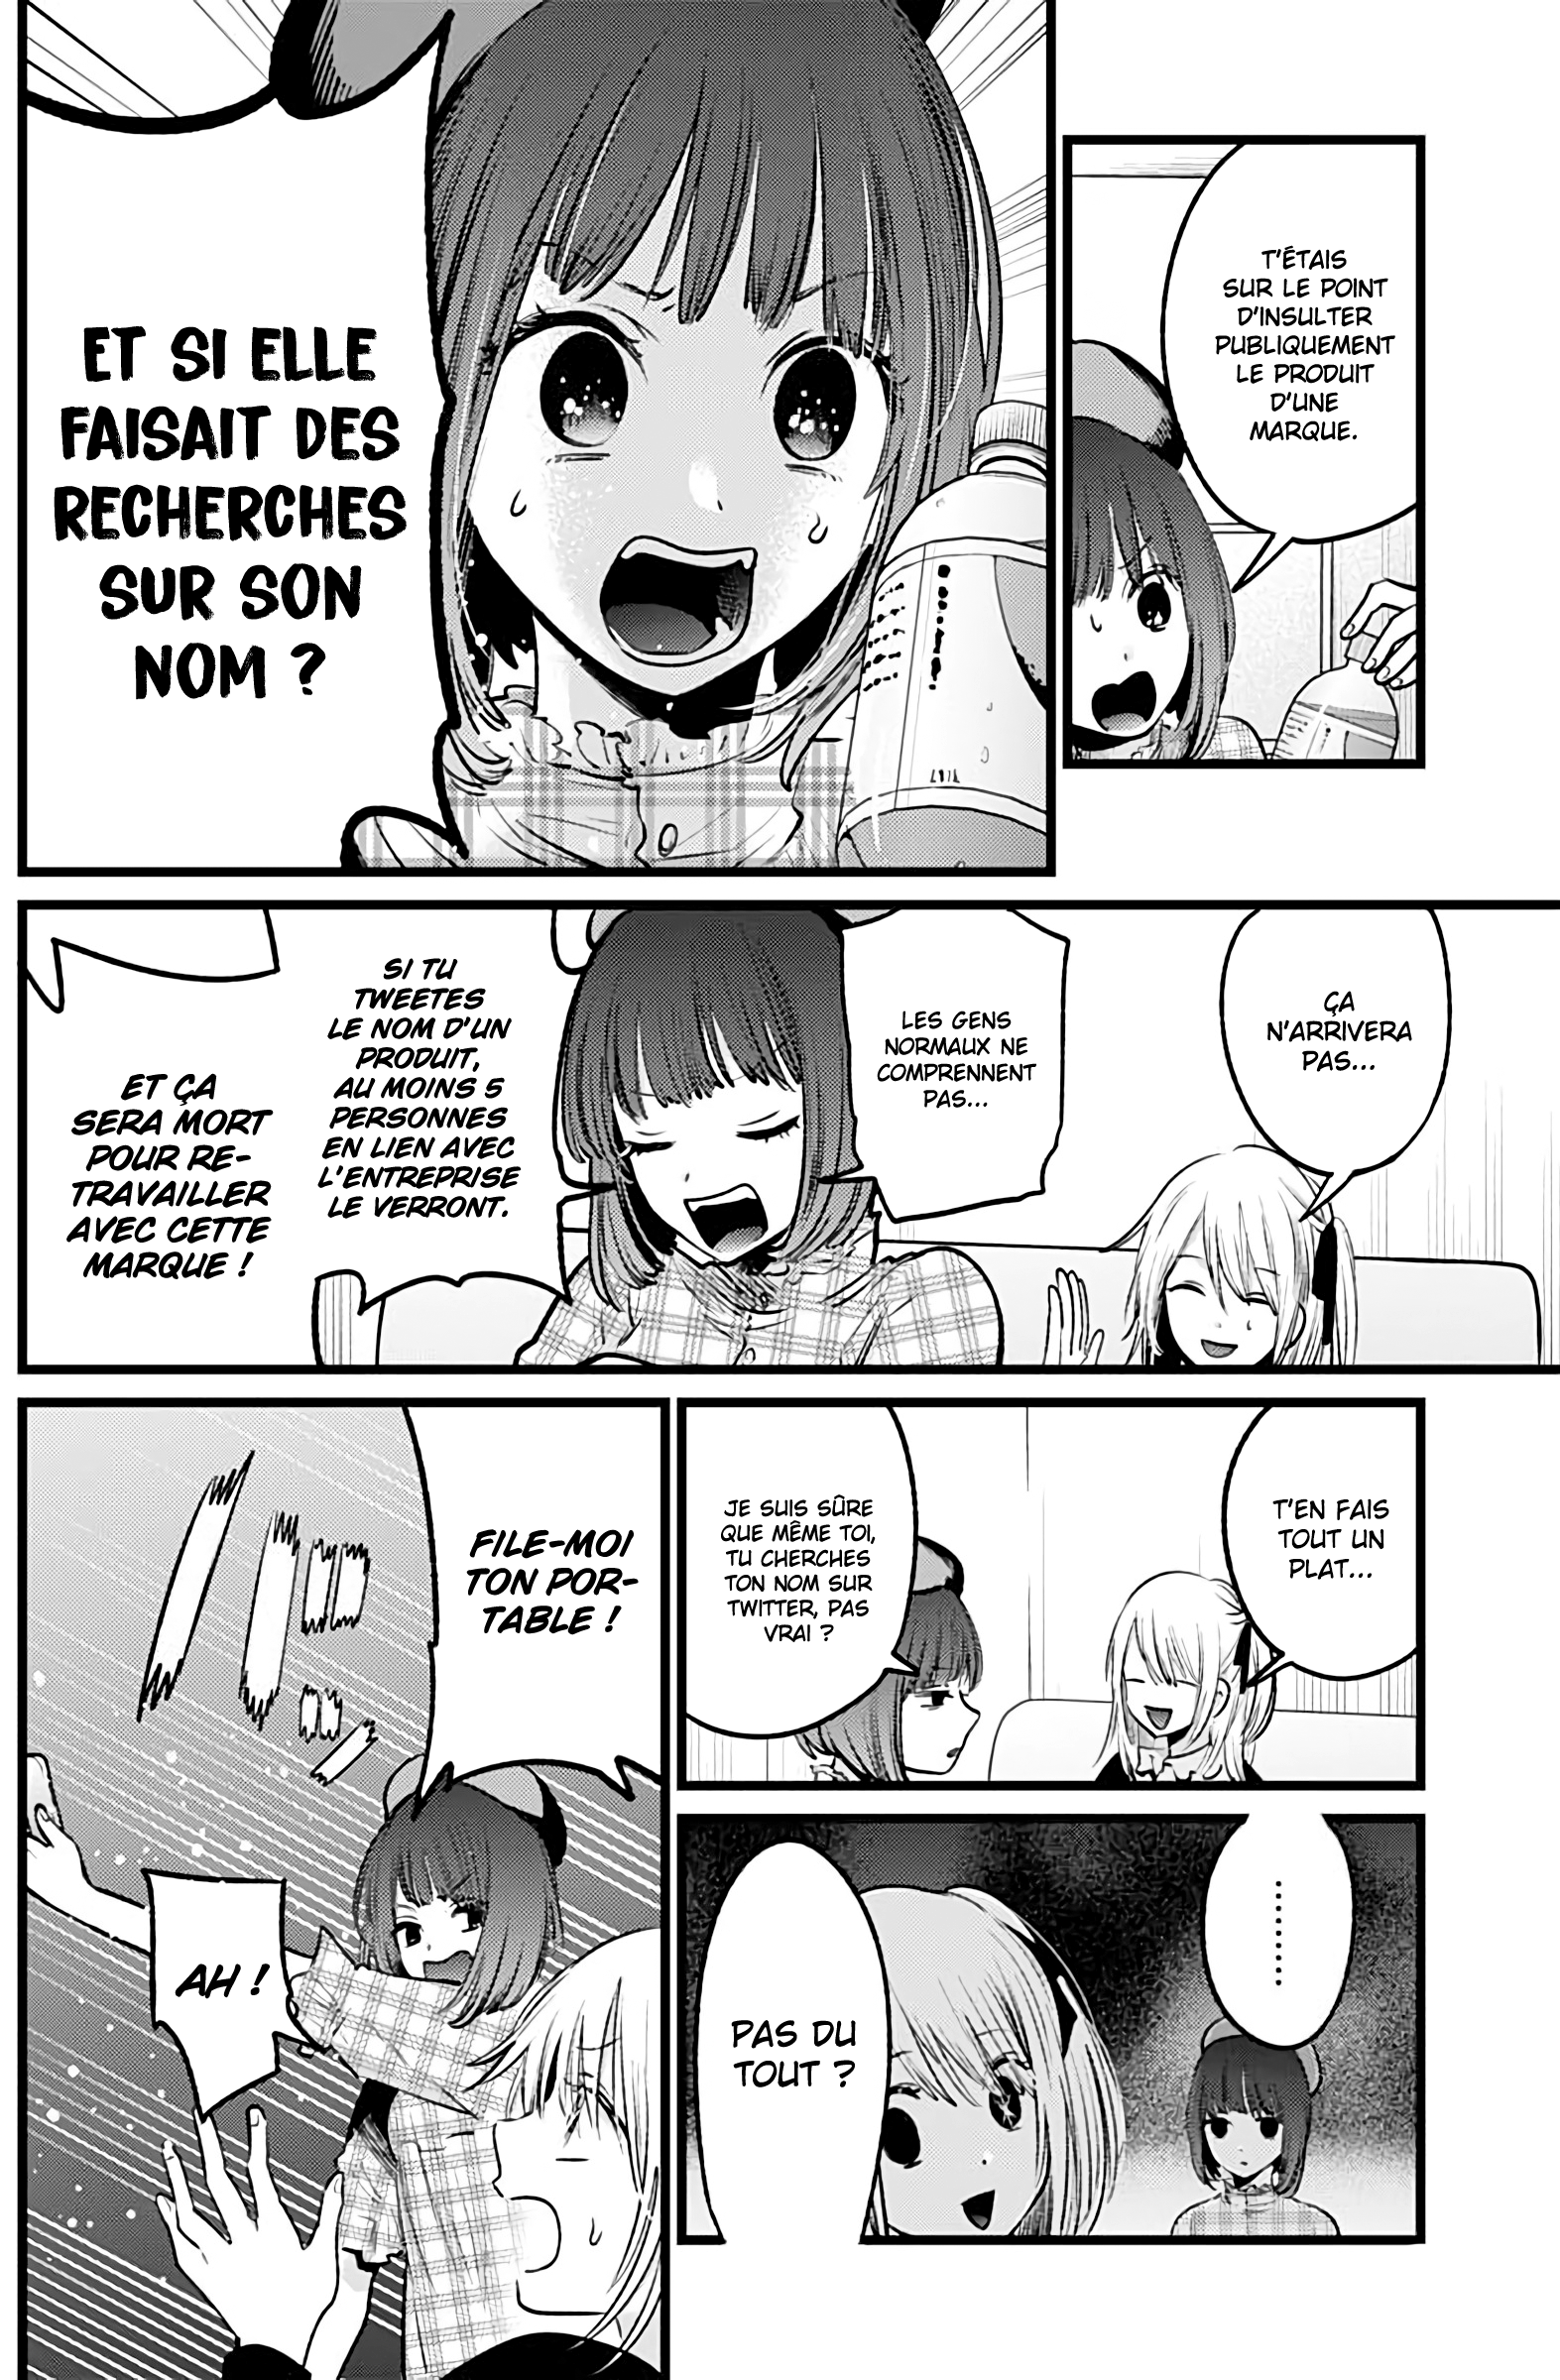 T'ÉTAIS
SUR LE POINT
D'INSULTER
PUBLIQUEMENT
LE PRODUIT
D'UNE
MARQUE.
ET SI ELLE
FAISAIT DES
RECHERCHES
SUR SON
NOM ?
ÇA
N'ARRIVERA
PAS...
LES GENS
NORMAUX NE
COMPRENNENT
PAS...
SI TU
TWEETES
LE NOM D'UN
PRODUIT,
AU MOINS 5
PERSONNES
EN LIEN AVEC
L'ENTREPRISE
LE VERRONT.
ET ÇA
SERA MORT
POUR RE-
TRAVAILLER
AVEC CETTE
MARQUE !
T'EN FAIS
TOUT UN
PLAT...
JE SUIS SÛRE
QUE MÊME TOI,
TU CHERCHES
TON NOM SUR
TWITTER, PAS
VRAI ?
.........
PAS DU
TOUT ?
FILE-MOI
TON POR-
TABLE !
AH !